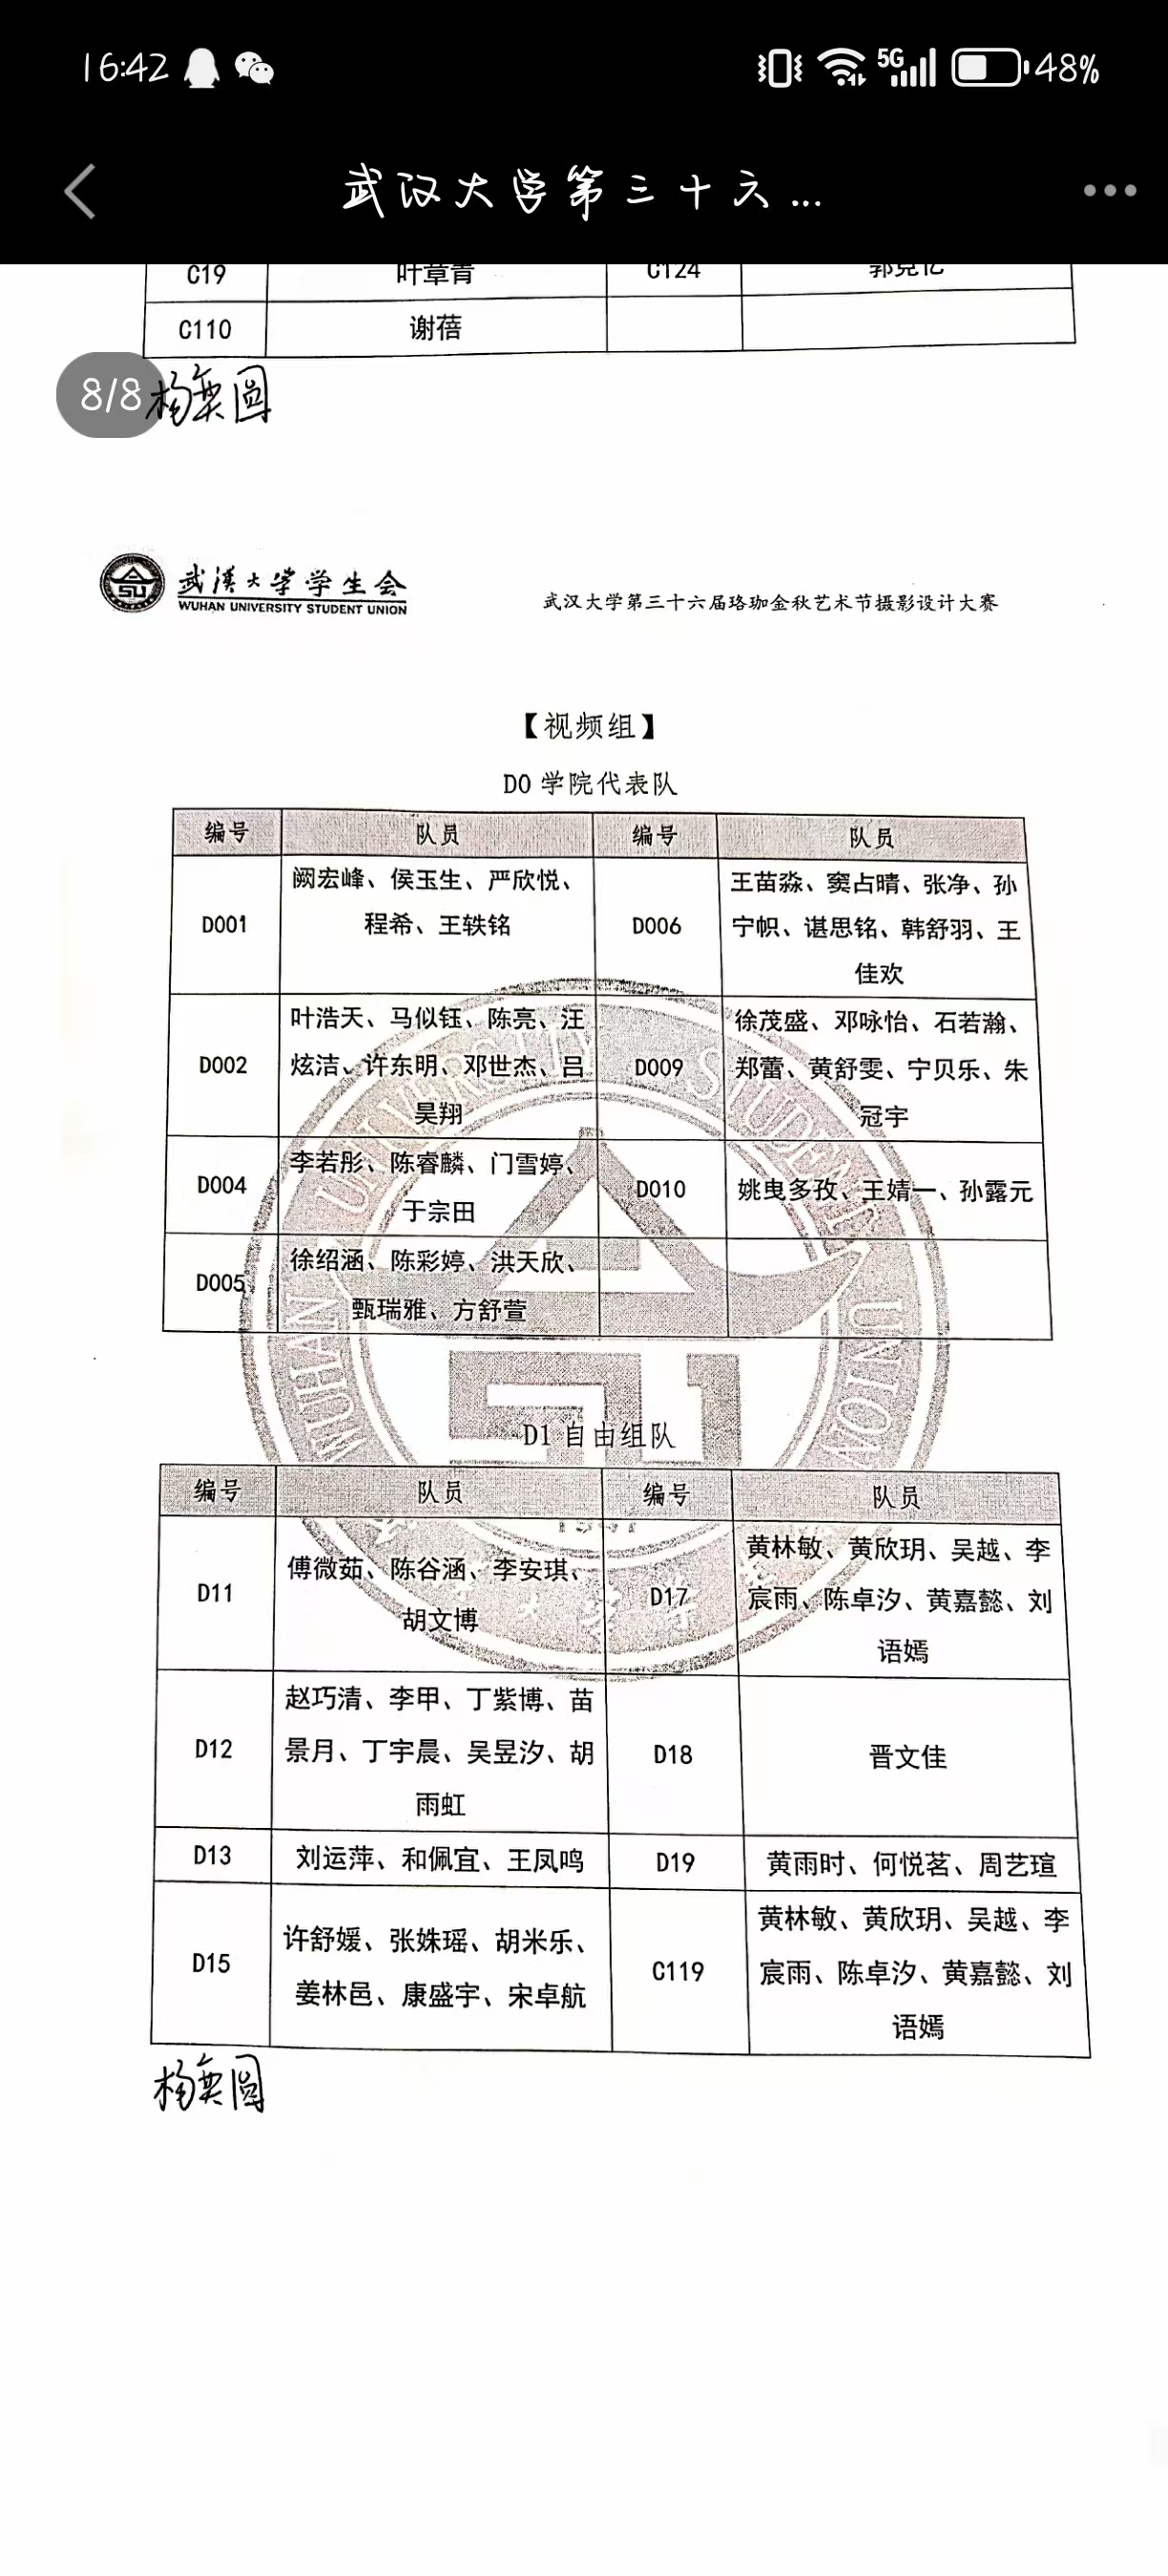 16:42 5G 48%
武汉大学第三十六...
C19 叶章青 C124
C110 谢蓓
8/8 杨奕圆
武漢大学学生会
WUHAN UNIVERSITY STUDENT UNION
武汉大学第三十六届珞珈金秋艺术节摄影设计大赛
【视频组】
D0 学院代表队
编号 队员 编号 队员
D001 阙宏峰、侯玉生、严欣悦、
程希、王轶铭
D006 王苗淼、窦占晴、张净、孙
宁帜、谌思铭、韩舒羽、王
佳欢
D002 叶浩天、马似钰、陈亮、汪
炫洁、许东明、邓世杰、吕
昊翔
D009 徐茂盛、邓咏怡、石若瀚、
郑蕾、黄舒雯、宁贝乐、朱
冠宇
D004 李若彤、陈睿麟、门雪婷、
于宗田
D010 姚曳多孜、王婧一、孙露元
D005 徐绍涵、陈彩婷、洪天欣、
甄瑞雅、方舒萱
WUHAN UNIVERSITY STUDENT UNION
D1 自由组队
编号 队员 编号 队员
D11 傅微茹、陈谷涵、李安琪、
胡文博
D17 黄林敏、黄欣玥、吴越、李
宸雨、陈卓汐、黄嘉懿、刘
语嫣
D12 赵巧清、李甲、丁紫博、苗
景月、丁宇晨、吴昱汐、胡
雨虹
D18 晋文佳
D13 刘运萍、和佩宜、王凤鸣
D19 黄雨时、何悦茗、周艺瑄
D15 许舒媛、张姝瑶、胡米乐、
姜林邑、康盛宇、宋卓航
C119 黄林敏、黄欣玥、吴越、李
宸雨、陈卓汐、黄嘉懿、刘
语嫣
杨奕圆